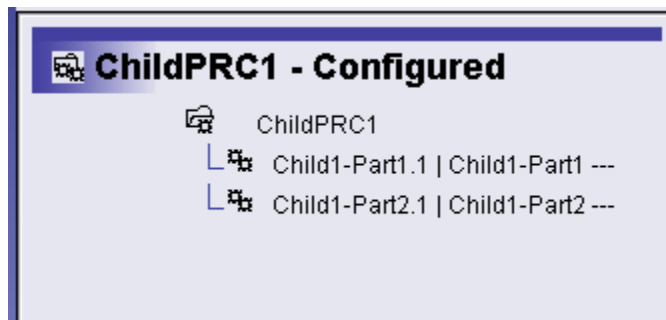 ChildPRC1 - Configured
ChildPRC1
Child1-Part1.1 | Child1-Part1 ---
Child1-Part2.1 | Child1-Part2 ---